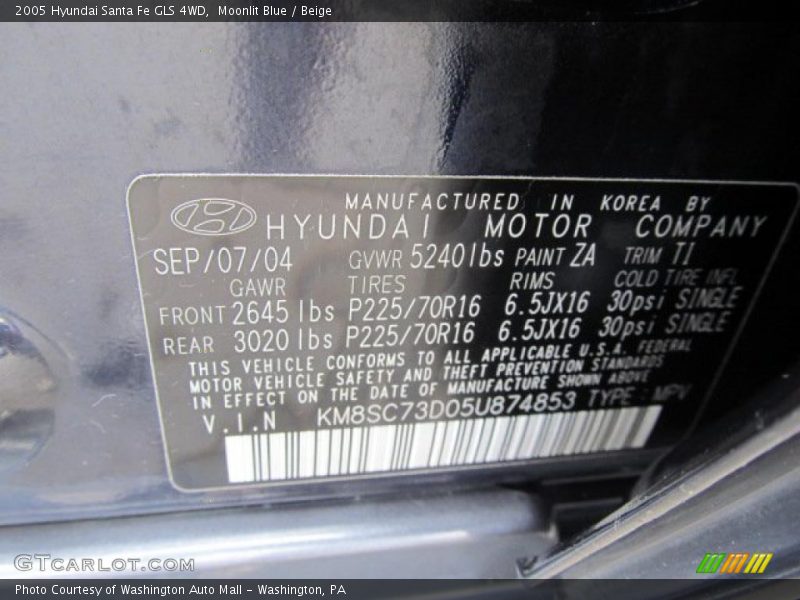 2005 Hyundai Santa Fe GLS 4WD, Moonlit Blue / Beige
MANUFACTURED IN KOREA BY
HYUNDAI MOTOR COMPANY
SEP/07/04 GVWR 5240lbs PAINT ZA TRIM TI
GAWR TIRES RIMS COLD TIRE INFL
FRONT 2645 lbs P225/70R16 6.5JX16 30psi SINGLE
REAR 3020 lbs P225/70R16 6.5JX16 30psi SINGLE
THIS VEHICLE CONFORMS TO ALL APPLICABLE U.S.A. FEDERAL
MOTOR VEHICLE SAFETY AND THEFT PREVENTION STANDARDS
IN EFFECT ON THE DATE OF MANUFACTURE SHOWN ABOVE
V.I.N KM8SC73D05U874853 TYPE : MPV
GTCARLOT.COM
Photo Courtesy of Washington Auto Mall - Washington, PA